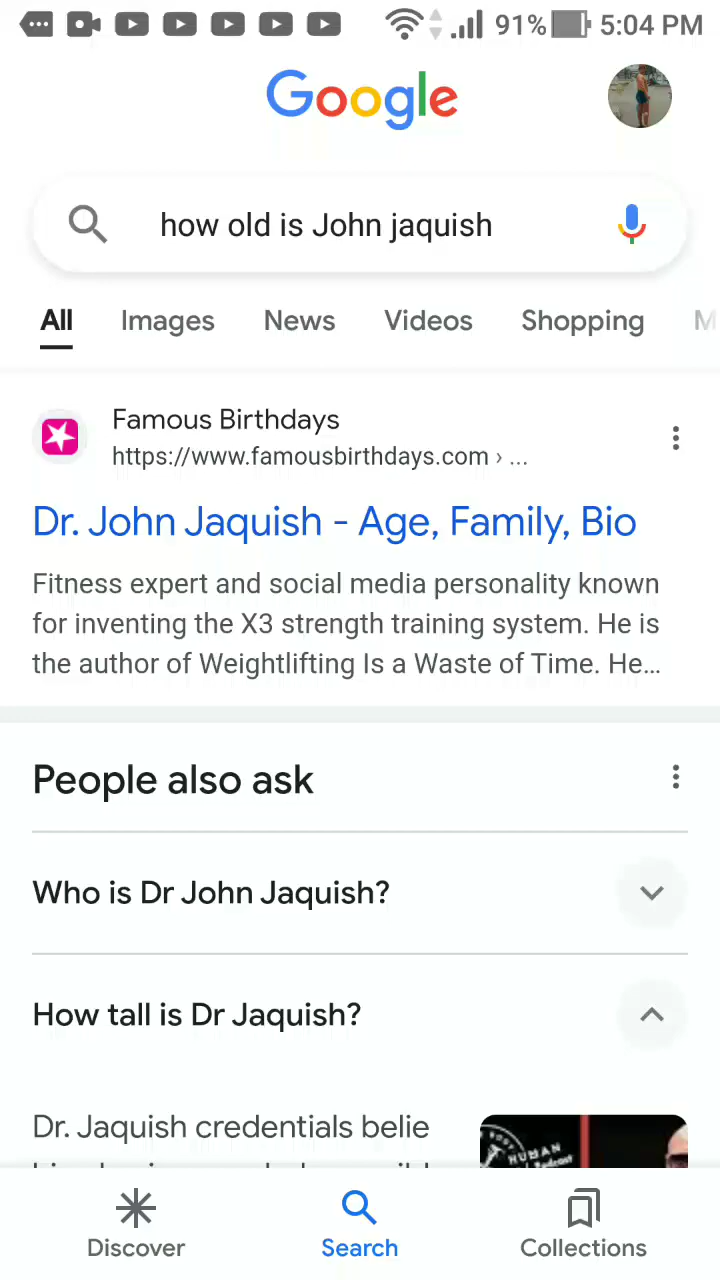 91% 5:04 PM
Google
how old is John jaquish
All Images News Videos Shopping M
Famous Birthdays
https://www.famousbirthdays.com › ...
Dr. John Jaquish - Age, Family, Bio
Fitness expert and social media personality known
for inventing the X3 strength training system. He is
the author of Weightlifting Is a Waste of Time. He...
People also ask
Who is Dr John Jaquish?
How tall is Dr Jaquish?
Dr. Jaquish credentials belie
HUMAN
Podcast
Discover Search Collections